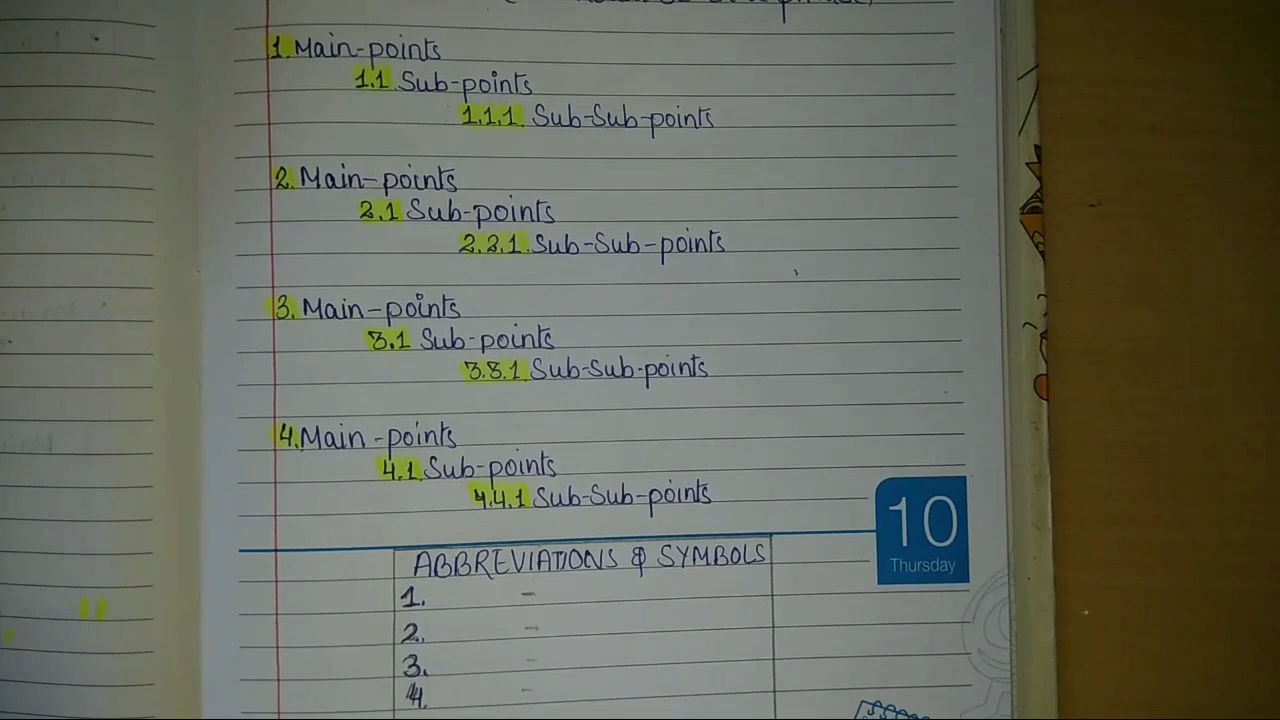 1. Main-points
1.1 Sub-points
1.1.1. Sub-Sub-points
2. Main-points
2.1 Sub-points
2.2.1. Sub-Sub-points
3. Main-points
3.1 Sub-points
3.3.1 Sub-Sub-points
4. Main-points
4.1. Sub-points
4.4.1 Sub-Sub-points
10
Thursday
ABBREVIATIONS & SYMBOLS
1. -
2. -
3. -
4. -